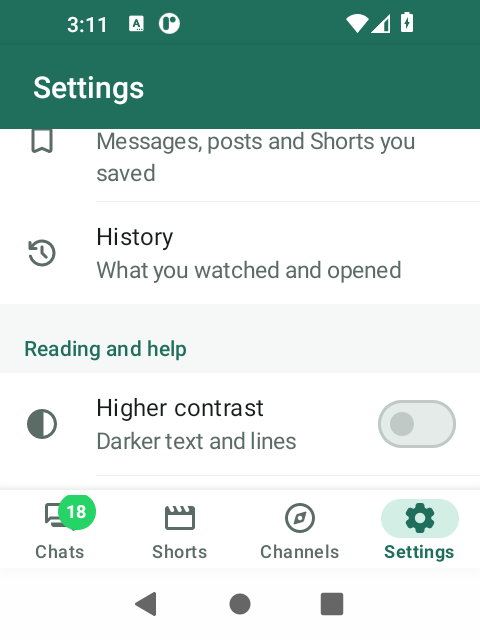 3:11
Settings
Messages, posts and Shorts you
saved
History
What you watched and opened
Reading and help
Higher contrast
Darker text and lines
18
Chats
Shorts
Channels
Settings